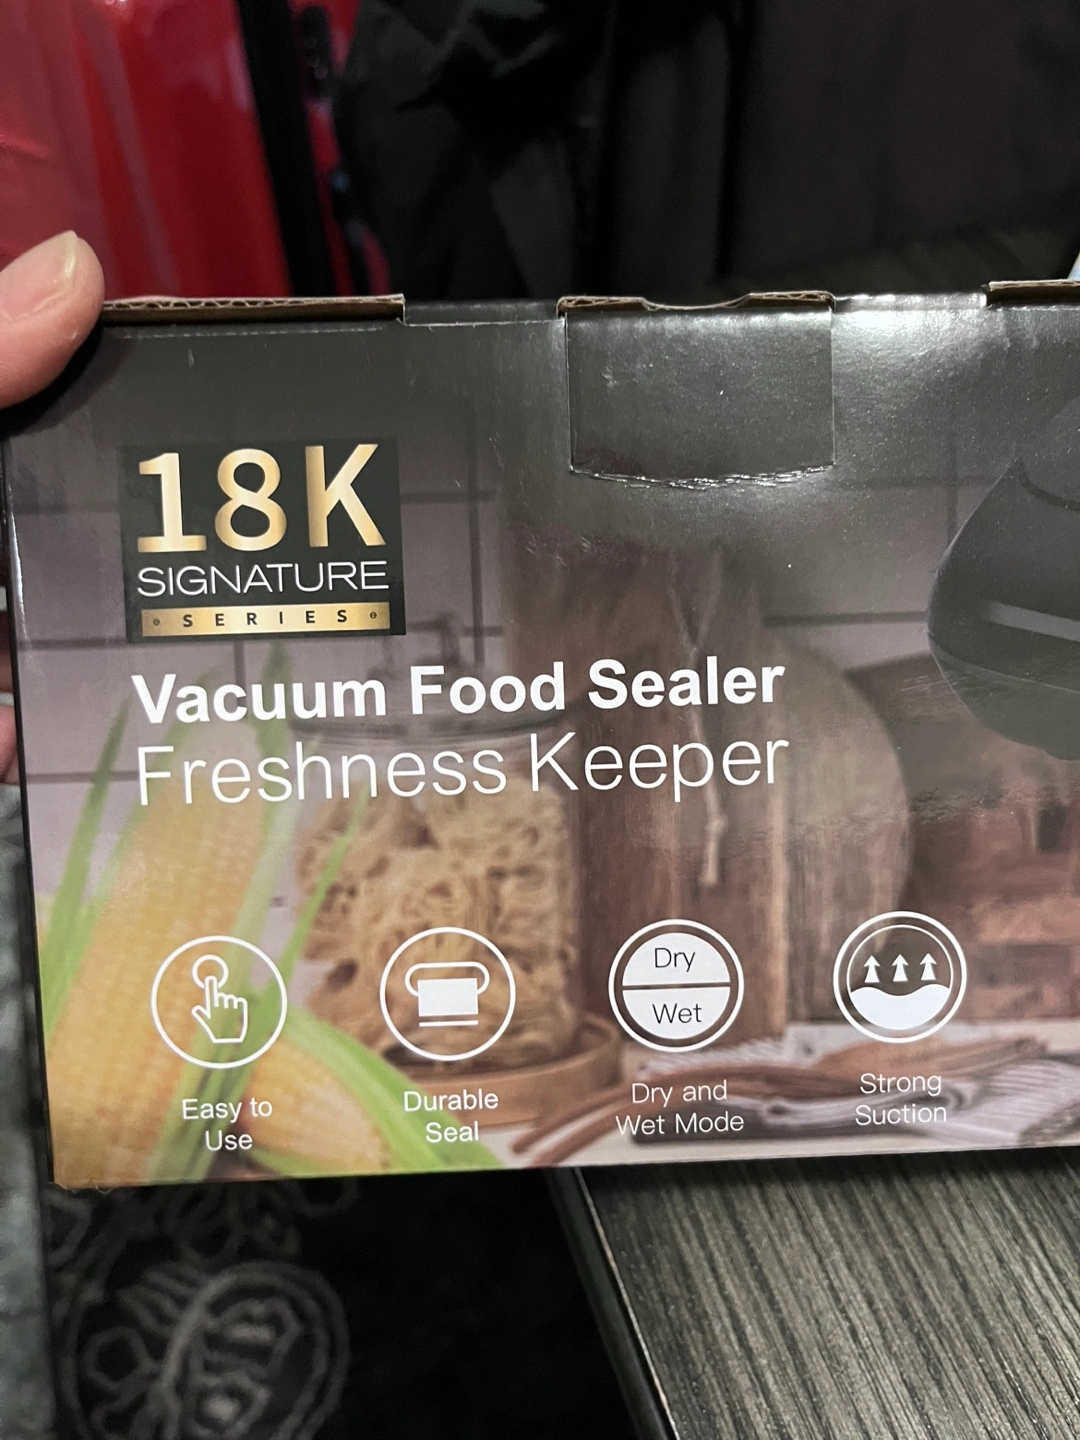 18K
SIGNATURE
SERIES
Vacuum Food Sealer
Freshness Keeper
Easy to
Use
Durable
Seal
Dry
Wet
Dry and
Wet Mode
Strong
Suction